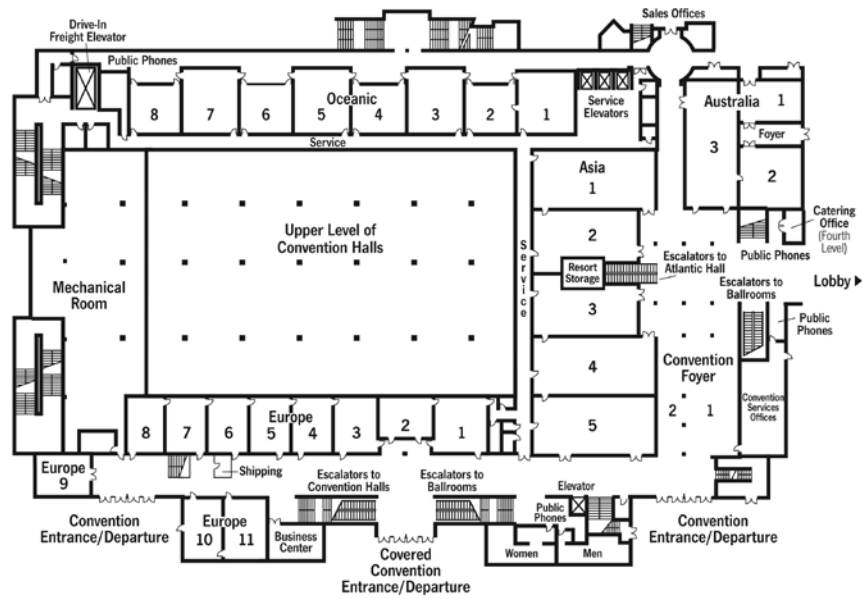 Sales Offices
Drive-In
Freight Elevator
Public Phones
8
7
6
5
4
3
2
1
Oceanic
Service
Elevators
Service
Australia
1
Foyer
2
3
Catering
Office
(Fourth
Level)
Public Phones
Lobby
Asia
1
2
Resort
Storage
3
4
5
Escalators to
Atlantic Hall
Escalators to
Ballrooms
Public
Phones
Convention
Foyer
2
1
Convention
Services
Offices
Upper Level of
Convention Halls
Service
Mechanical
Room
Europe
8
7
6
5
4
3
2
1
Shipping
Europe
9
Escalators to
Convention Halls
Escalators to
Ballrooms
Elevator
Public
Phones
Convention
Entrance/Departure
Europe
10
11
Business
Center
Covered
Convention
Entrance/Departure
Women
Men
Convention
Entrance/Departure